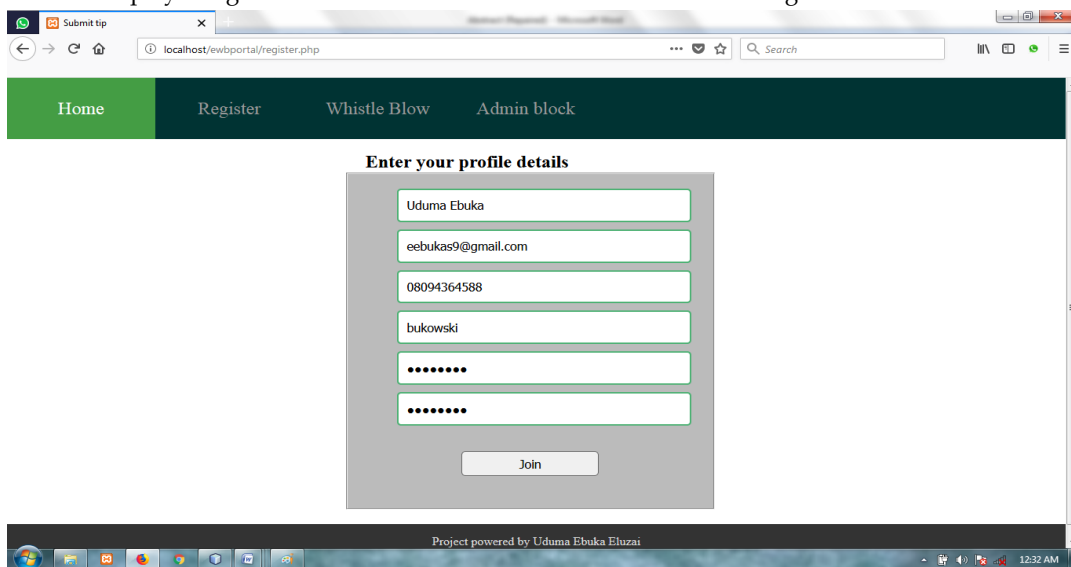 Submit tip
localhost/ewbportal/register.php
Search
Home Register Whistle Blow Admin block
Enter your profile details
Uduma Ebuka
eebukas9@gmail.com
08094364588
bukowski
••••••••
••••••••
Join
Project powered by Uduma Ebuka Eluzai
12:32 AM